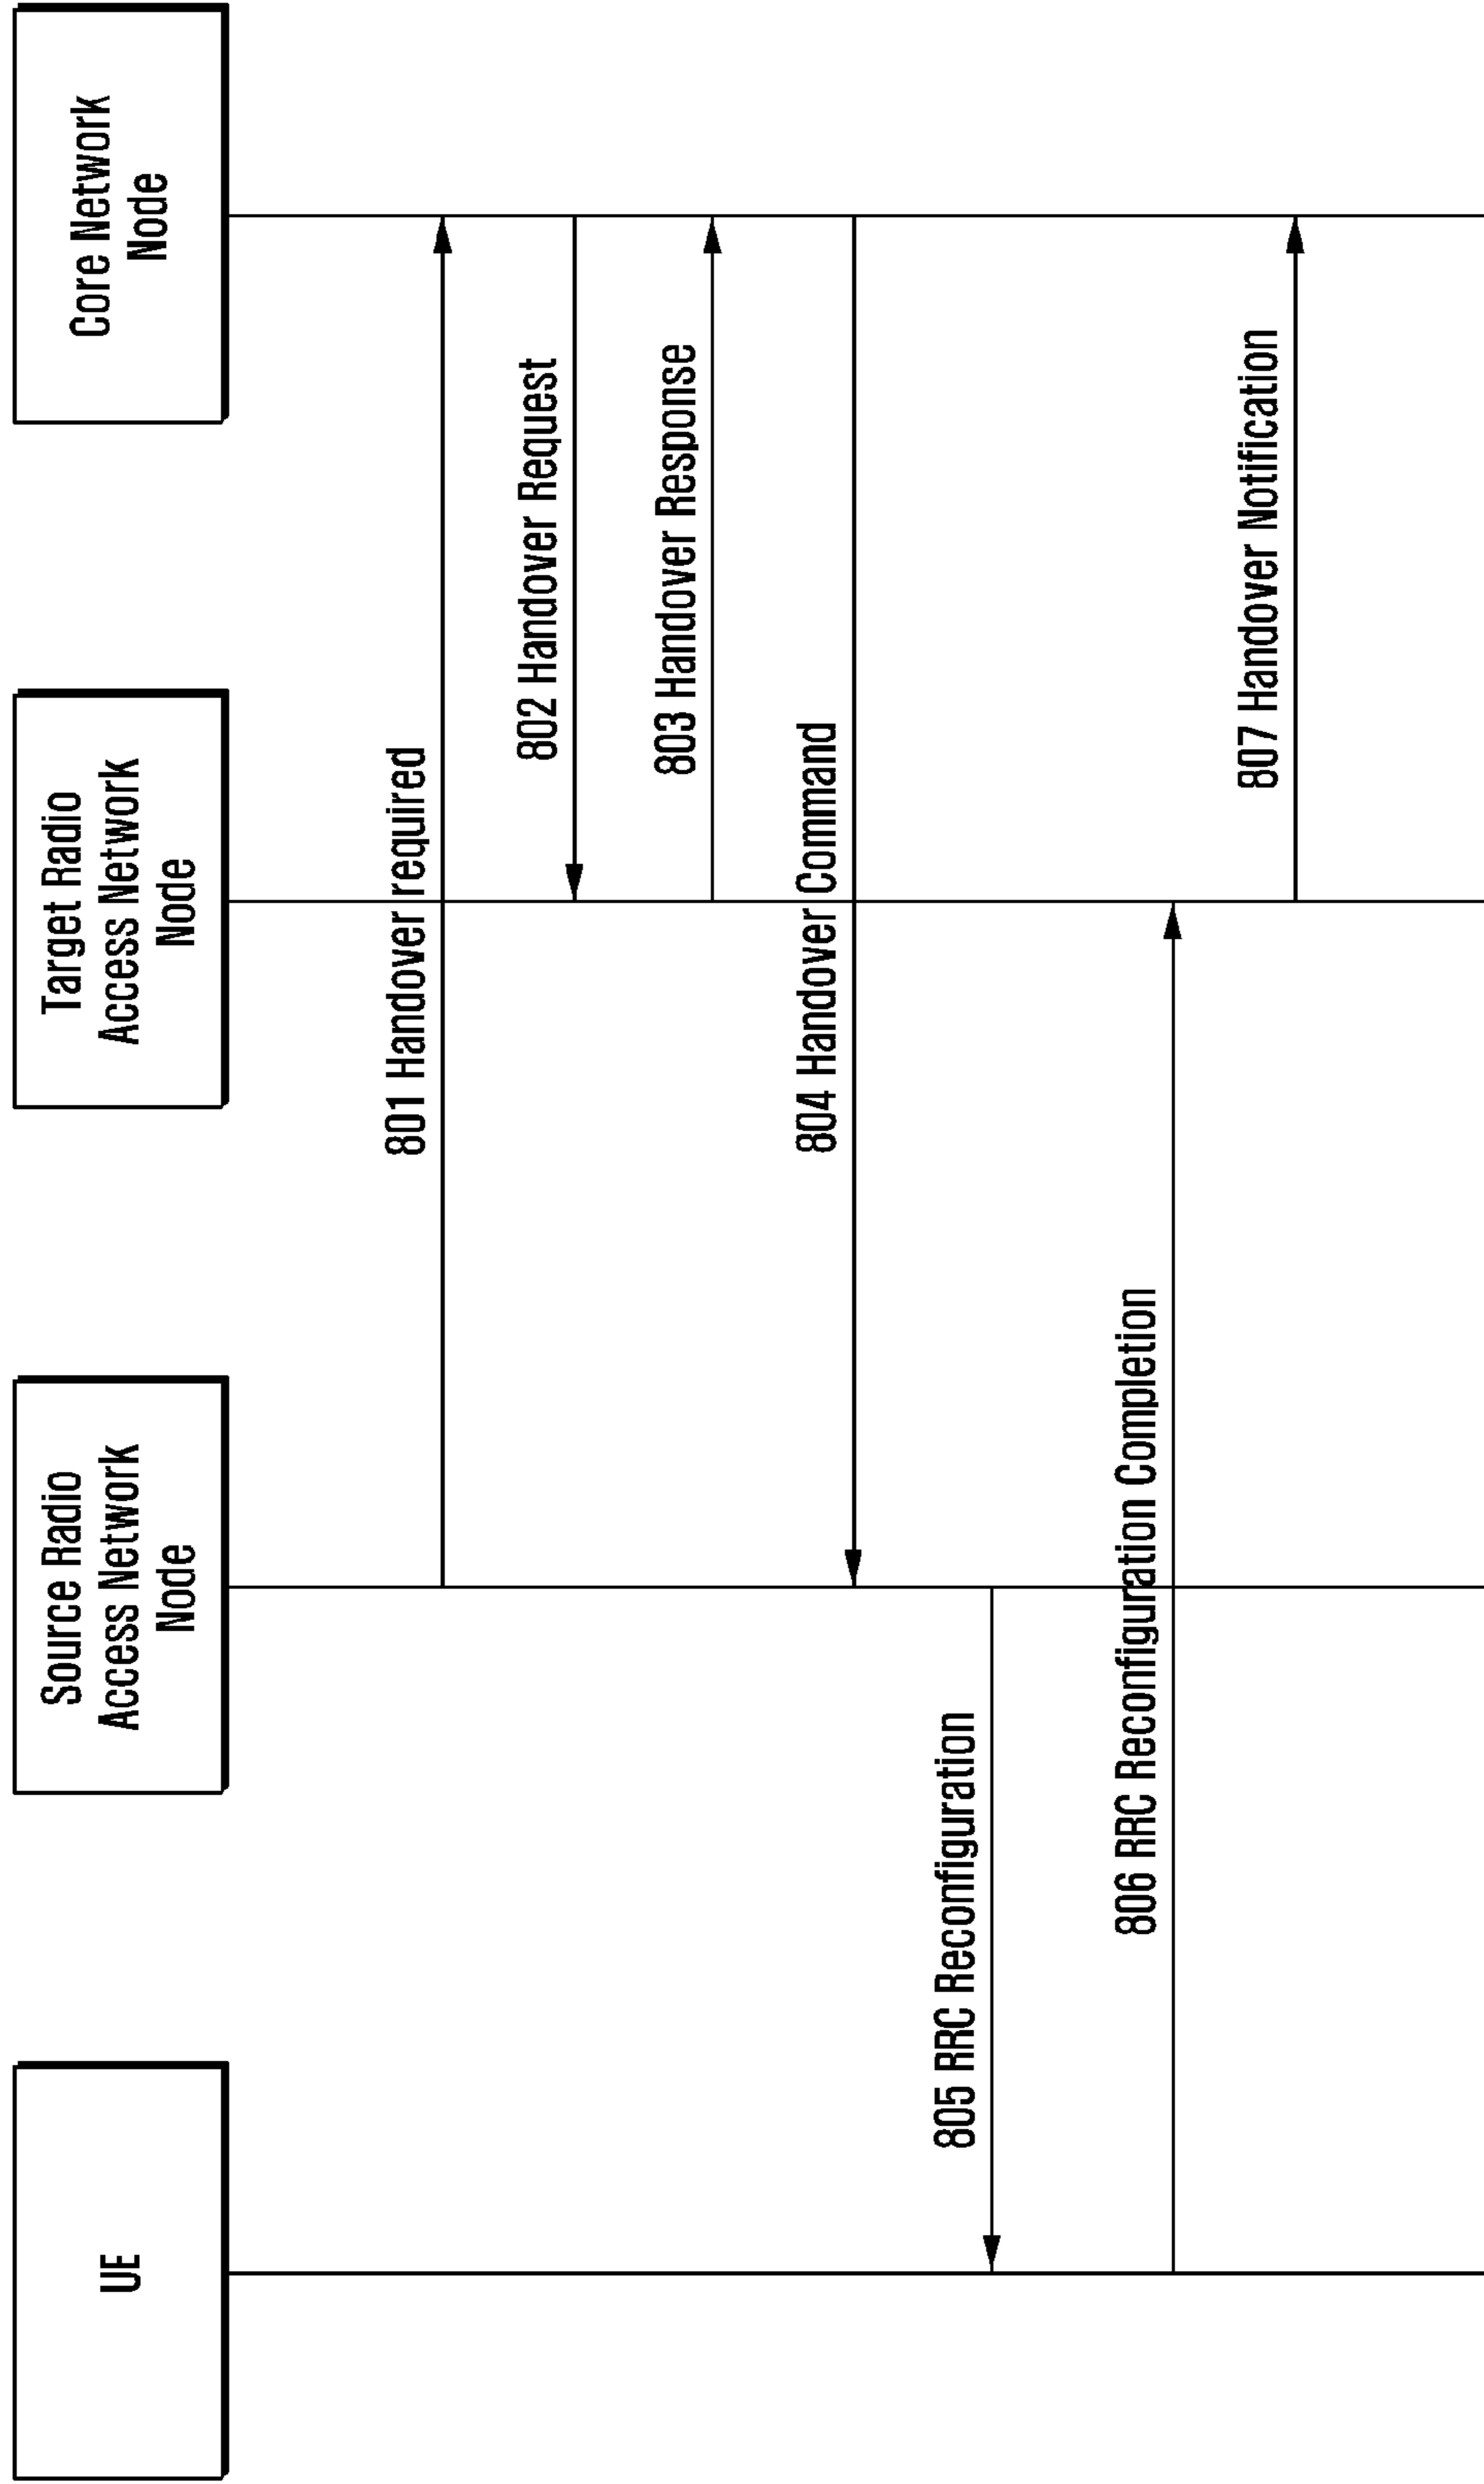 UE
Source Radio
Access Network
Node
Target Radio
Access Network
Node
Core Network
Node
801 Handover required
802 Handover Request
803 Handover Response
804 Handover Command
805 RRC Reconfiguration
806 RRC Reconfiguration Completion
807 Handover Notification